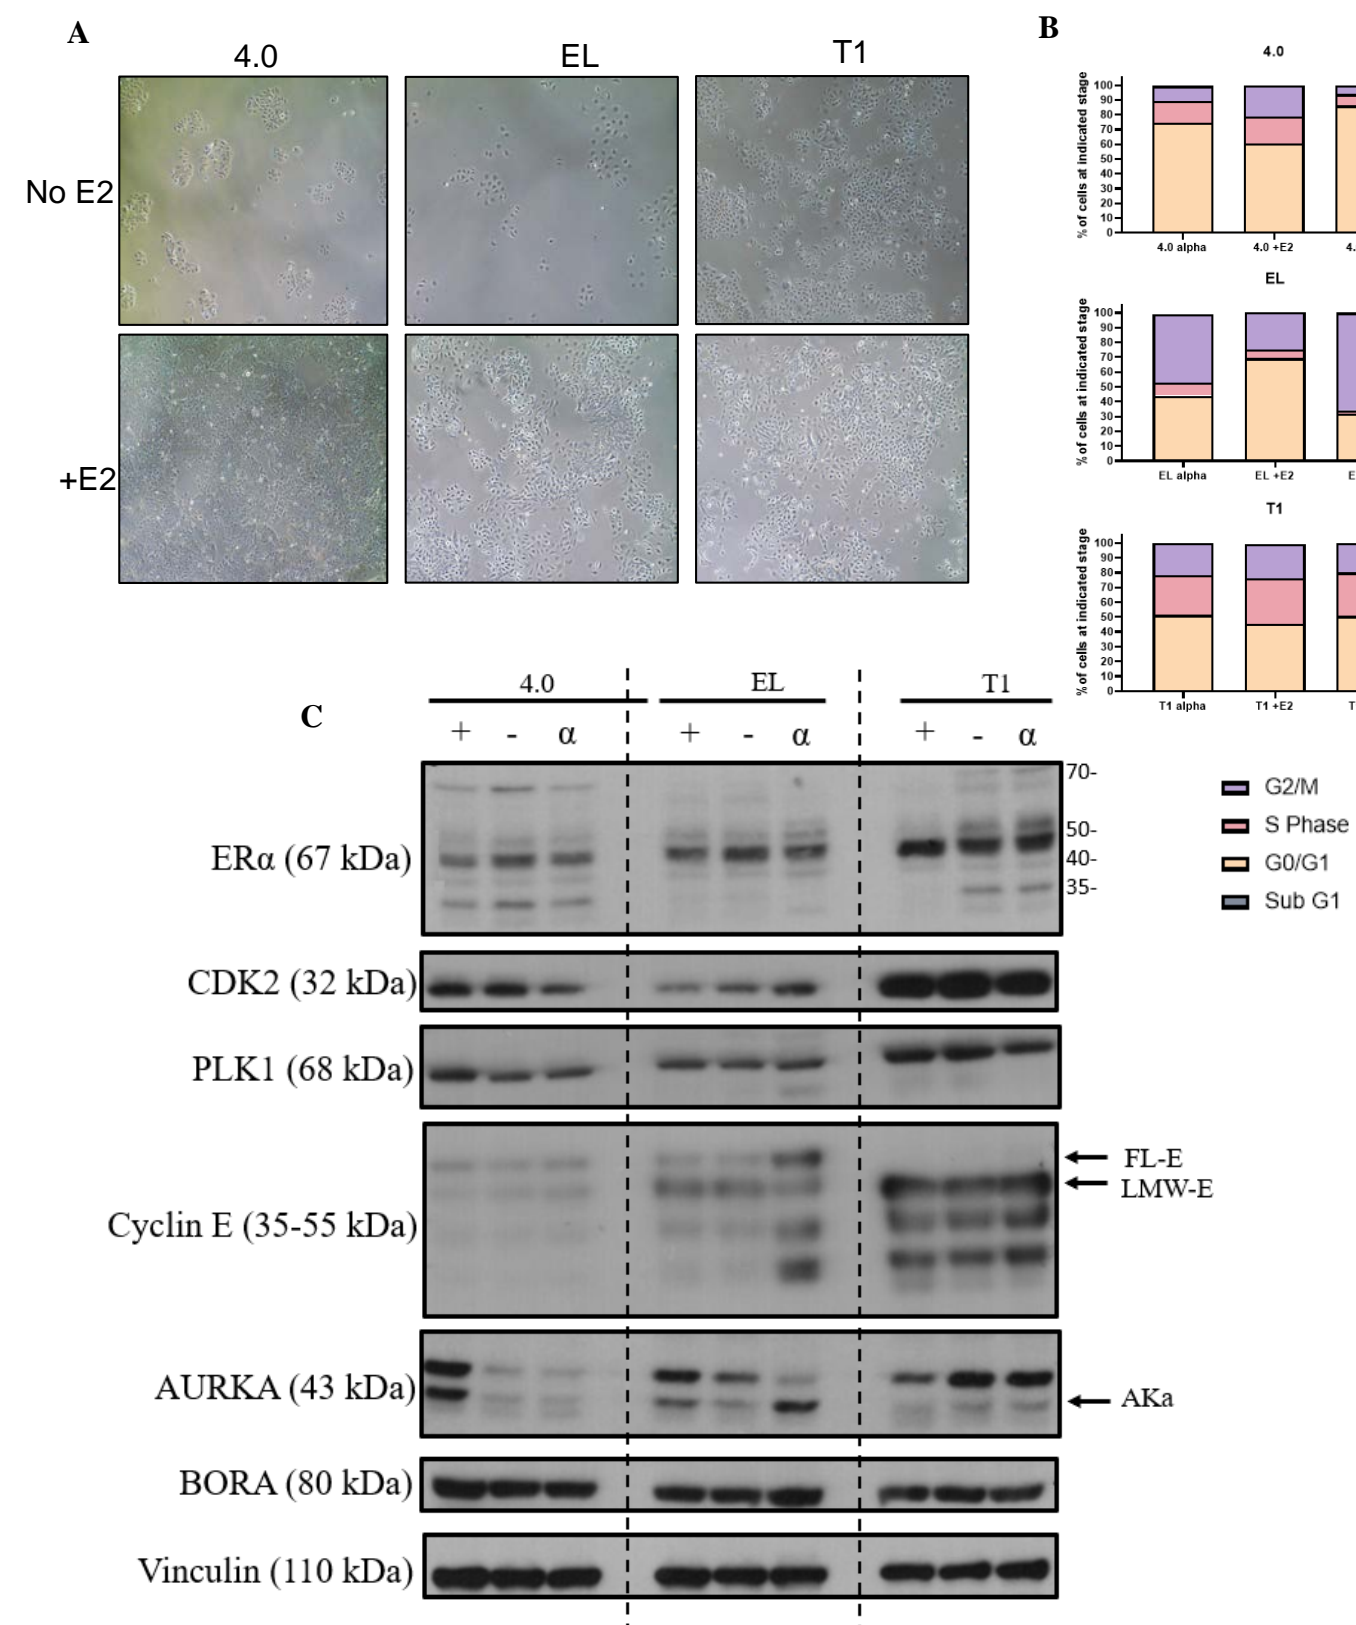 A
4.0
EL
T1
No E2
+E2
B
4.0
% of cells at indicated stage
100
90
80
70
60
50
40
30
20
10
0
4.0 alpha
4.0 +E2
4.
EL
% of cells at indicated stage
100
90
80
70
60
50
40
30
20
10
0
EL alpha
EL +E2
E
T1
% of cells at indicated stage
100
90
80
70
60
50
40
30
20
10
0
T1 alpha
T1 +E2
T
G2/M
S Phase
G0/G1
Sub G1
C
4.0
EL
T1
+ - α
+ - α
+ - α
70-
50-
40-
35-
ERα (67 kDa)
CDK2 (32 kDa)
PLK1 (68 kDa)
Cyclin E (35-55 kDa)
FL-E
LMW-E
AURKA (43 kDa)
AKa
BORA (80 kDa)
Vinculin (110 kDa)